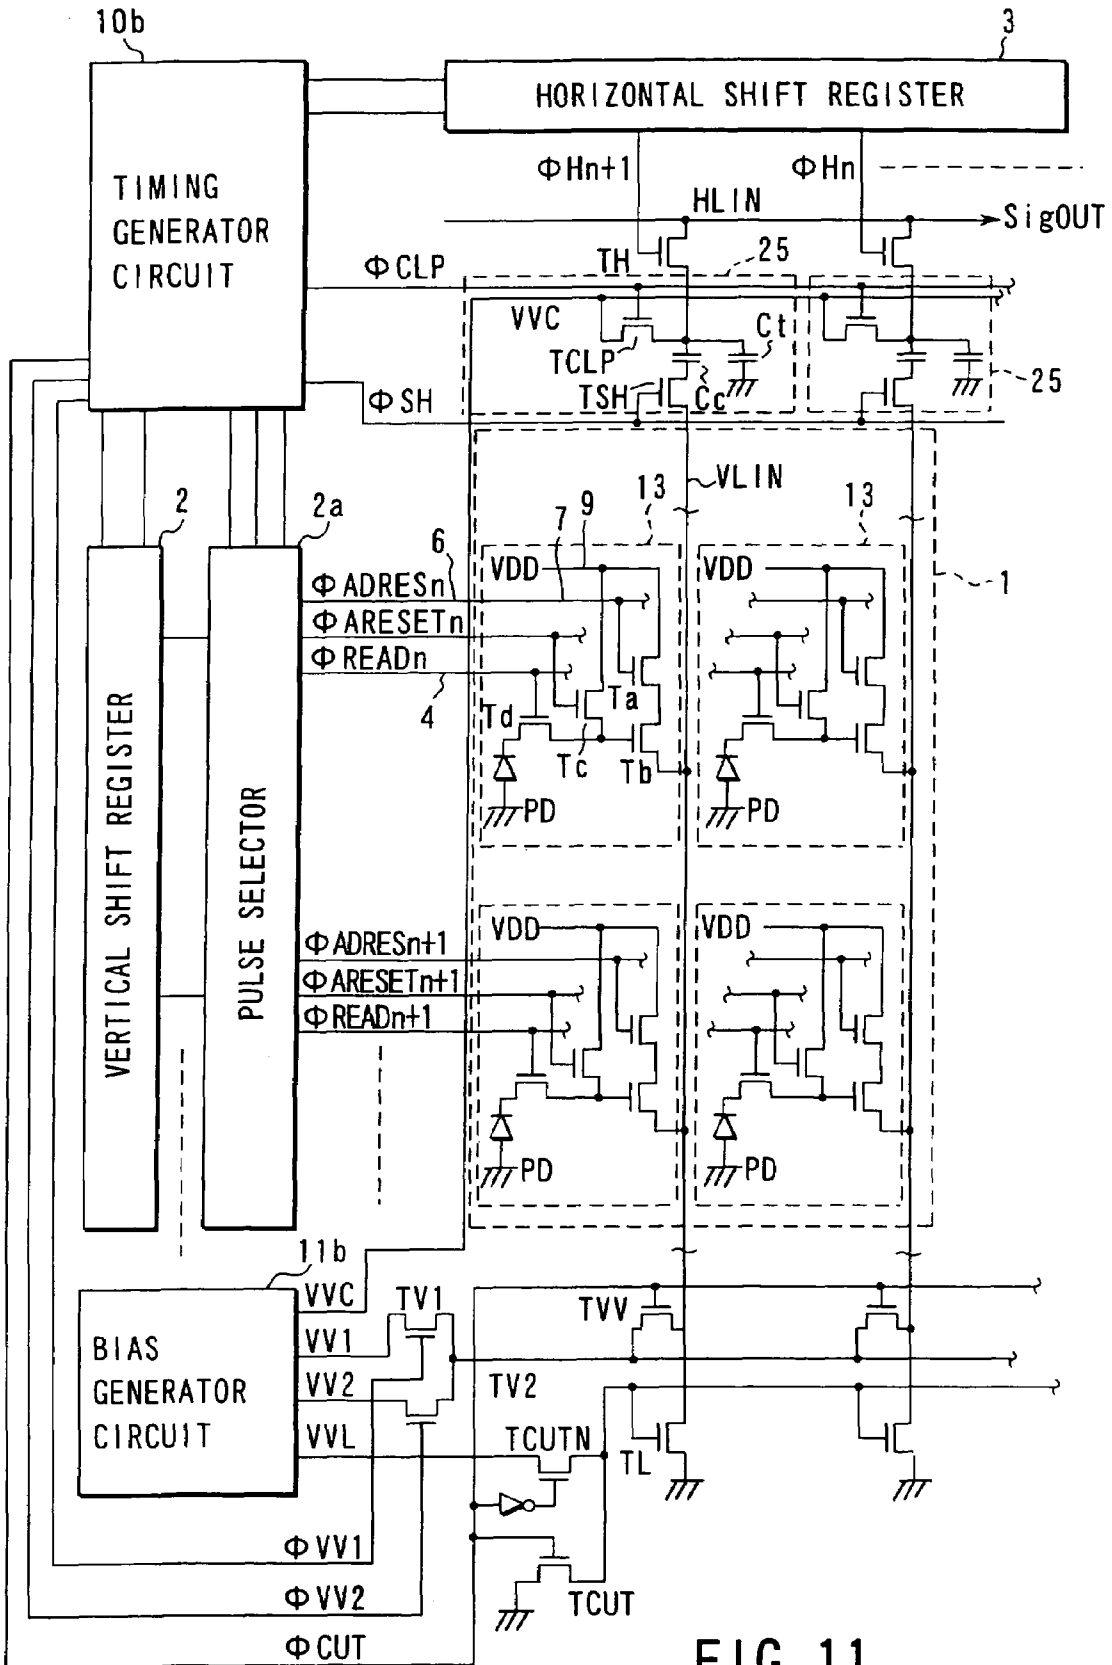 10b
3
HORIZONTAL SHIFT REGISTER
TIMING
GENERATOR
CIRCUIT
ΦHn+1
ΦHn
HLIN
SigOUT
TH
25
ΦCLP
VVC
TCLP
Ct
TSH
Cc
25
ΦSH
VLIN
2
2a
6
7
9
13
13
1
VDD
VDD
ΦADRESn
ΦARESETn
ΦREADn
4
Td
Ta
Tc
Tb
PD
PD
VERTICAL SHIFT REGISTER
PULSE SELECTOR
VDD
VDD
ΦADRESn+1
ΦARESETn+1
ΦREADn+1
PD
PD
11b
VVC
TV1
TVV
BIAS
GENERATOR
CIRCUIT
VV1
VV2
TV2
VVL
TCUTN
TL
ΦVV1
ΦVV2
TCUT
ΦCUT
FIG. 11